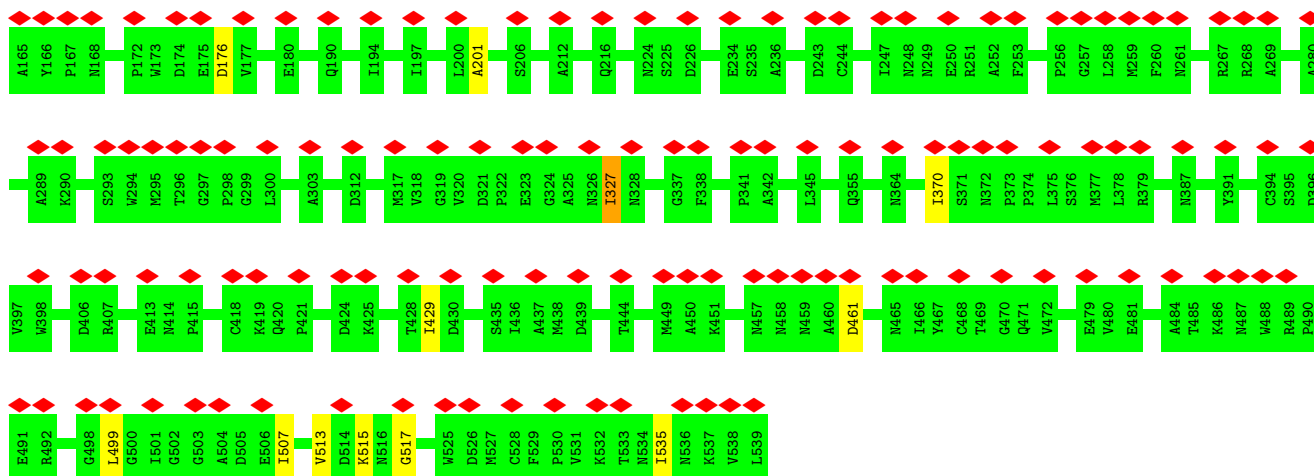 A165 Y166 P167 N168 P172 W173 D174 E175 D176 V177 E180 Q190 I194 I197 L200 A201 S206 A212 Q216 N224 S225 D226 E234 S235 A236 D243 C244 I247 N248 N249 E250 R251 A252 F253 P256 G257 L258 M259 F260 N261 R267 R268 A269
A289 K290 S293 W294 M295 T296 G297 P298 G299 L300 A303 D312 M317 V318 G319 V320 D321 P322 E323 G324 A325 N326 I327 N328 G337 F338 P341 A342 L345 Q355 N364 I370 S371 N372 P373 P374 L375 S376 M377 L378 R379 N387 Y391 C394 S395 D396
V397 W398 D406 R407 E413 N414 P415 C418 K419 Q420 P421 D424 K425 T428 I429 D430 S435 I436 A437 M438 D439 T444 M449 A450 K451 N457 N458 N459 A460 D461 N465 I466 Y467 C468 T469 G470 Q471 V472 E479 V480 E481 A484 T485 K486 N487 W488 R489 P490
E491 R492 G498 L499 G500 I501 G502 G503 A504 D505 E506 I507 V513 D514 K515 N516 G517 W525 D526 M527 C528 F529 P530 V531 K532 T533 N534 I535 N536 K537 V538 L539